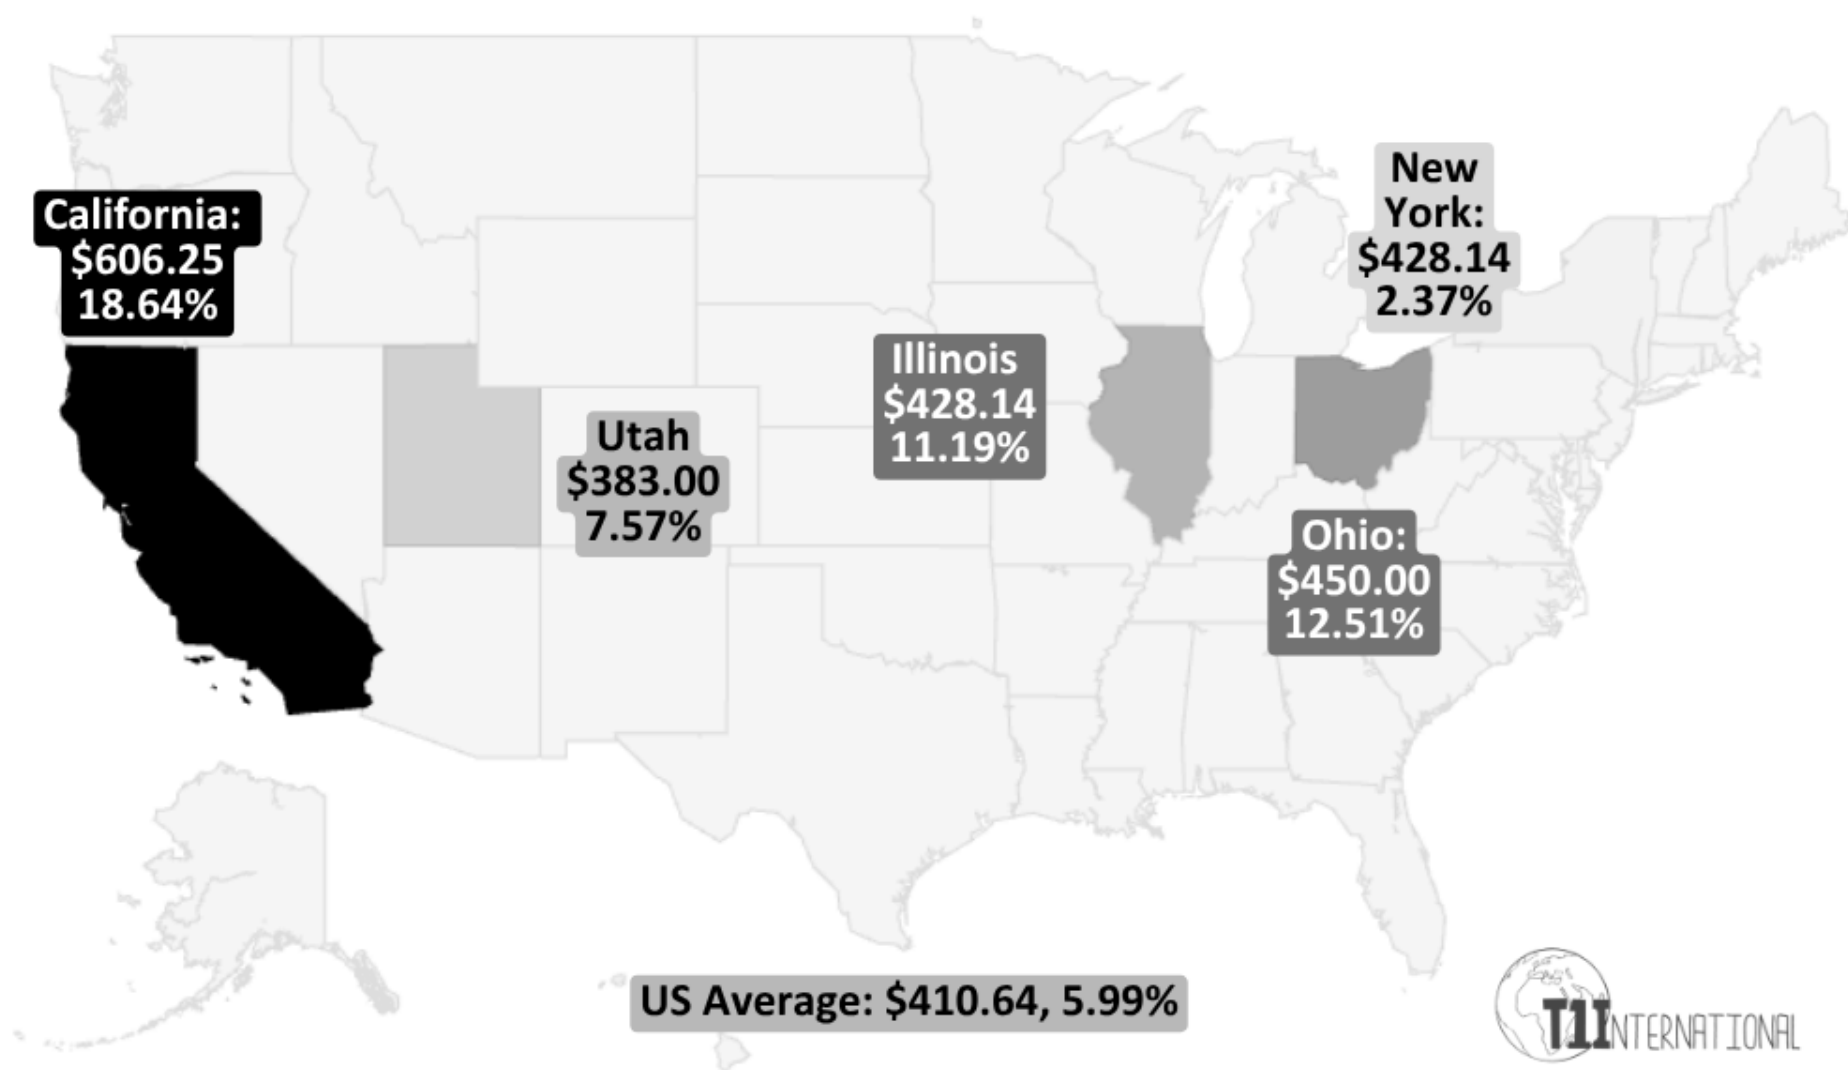 California:
$606.25
18.64%
New
York:
$428.14
2.37%
Illinois
$428.14
11.19%
Utah
$383.00
7.57%
Ohio:
$450.00
12.51%
US Average: $410.64, 5.99%
T1INTERNATIONAL